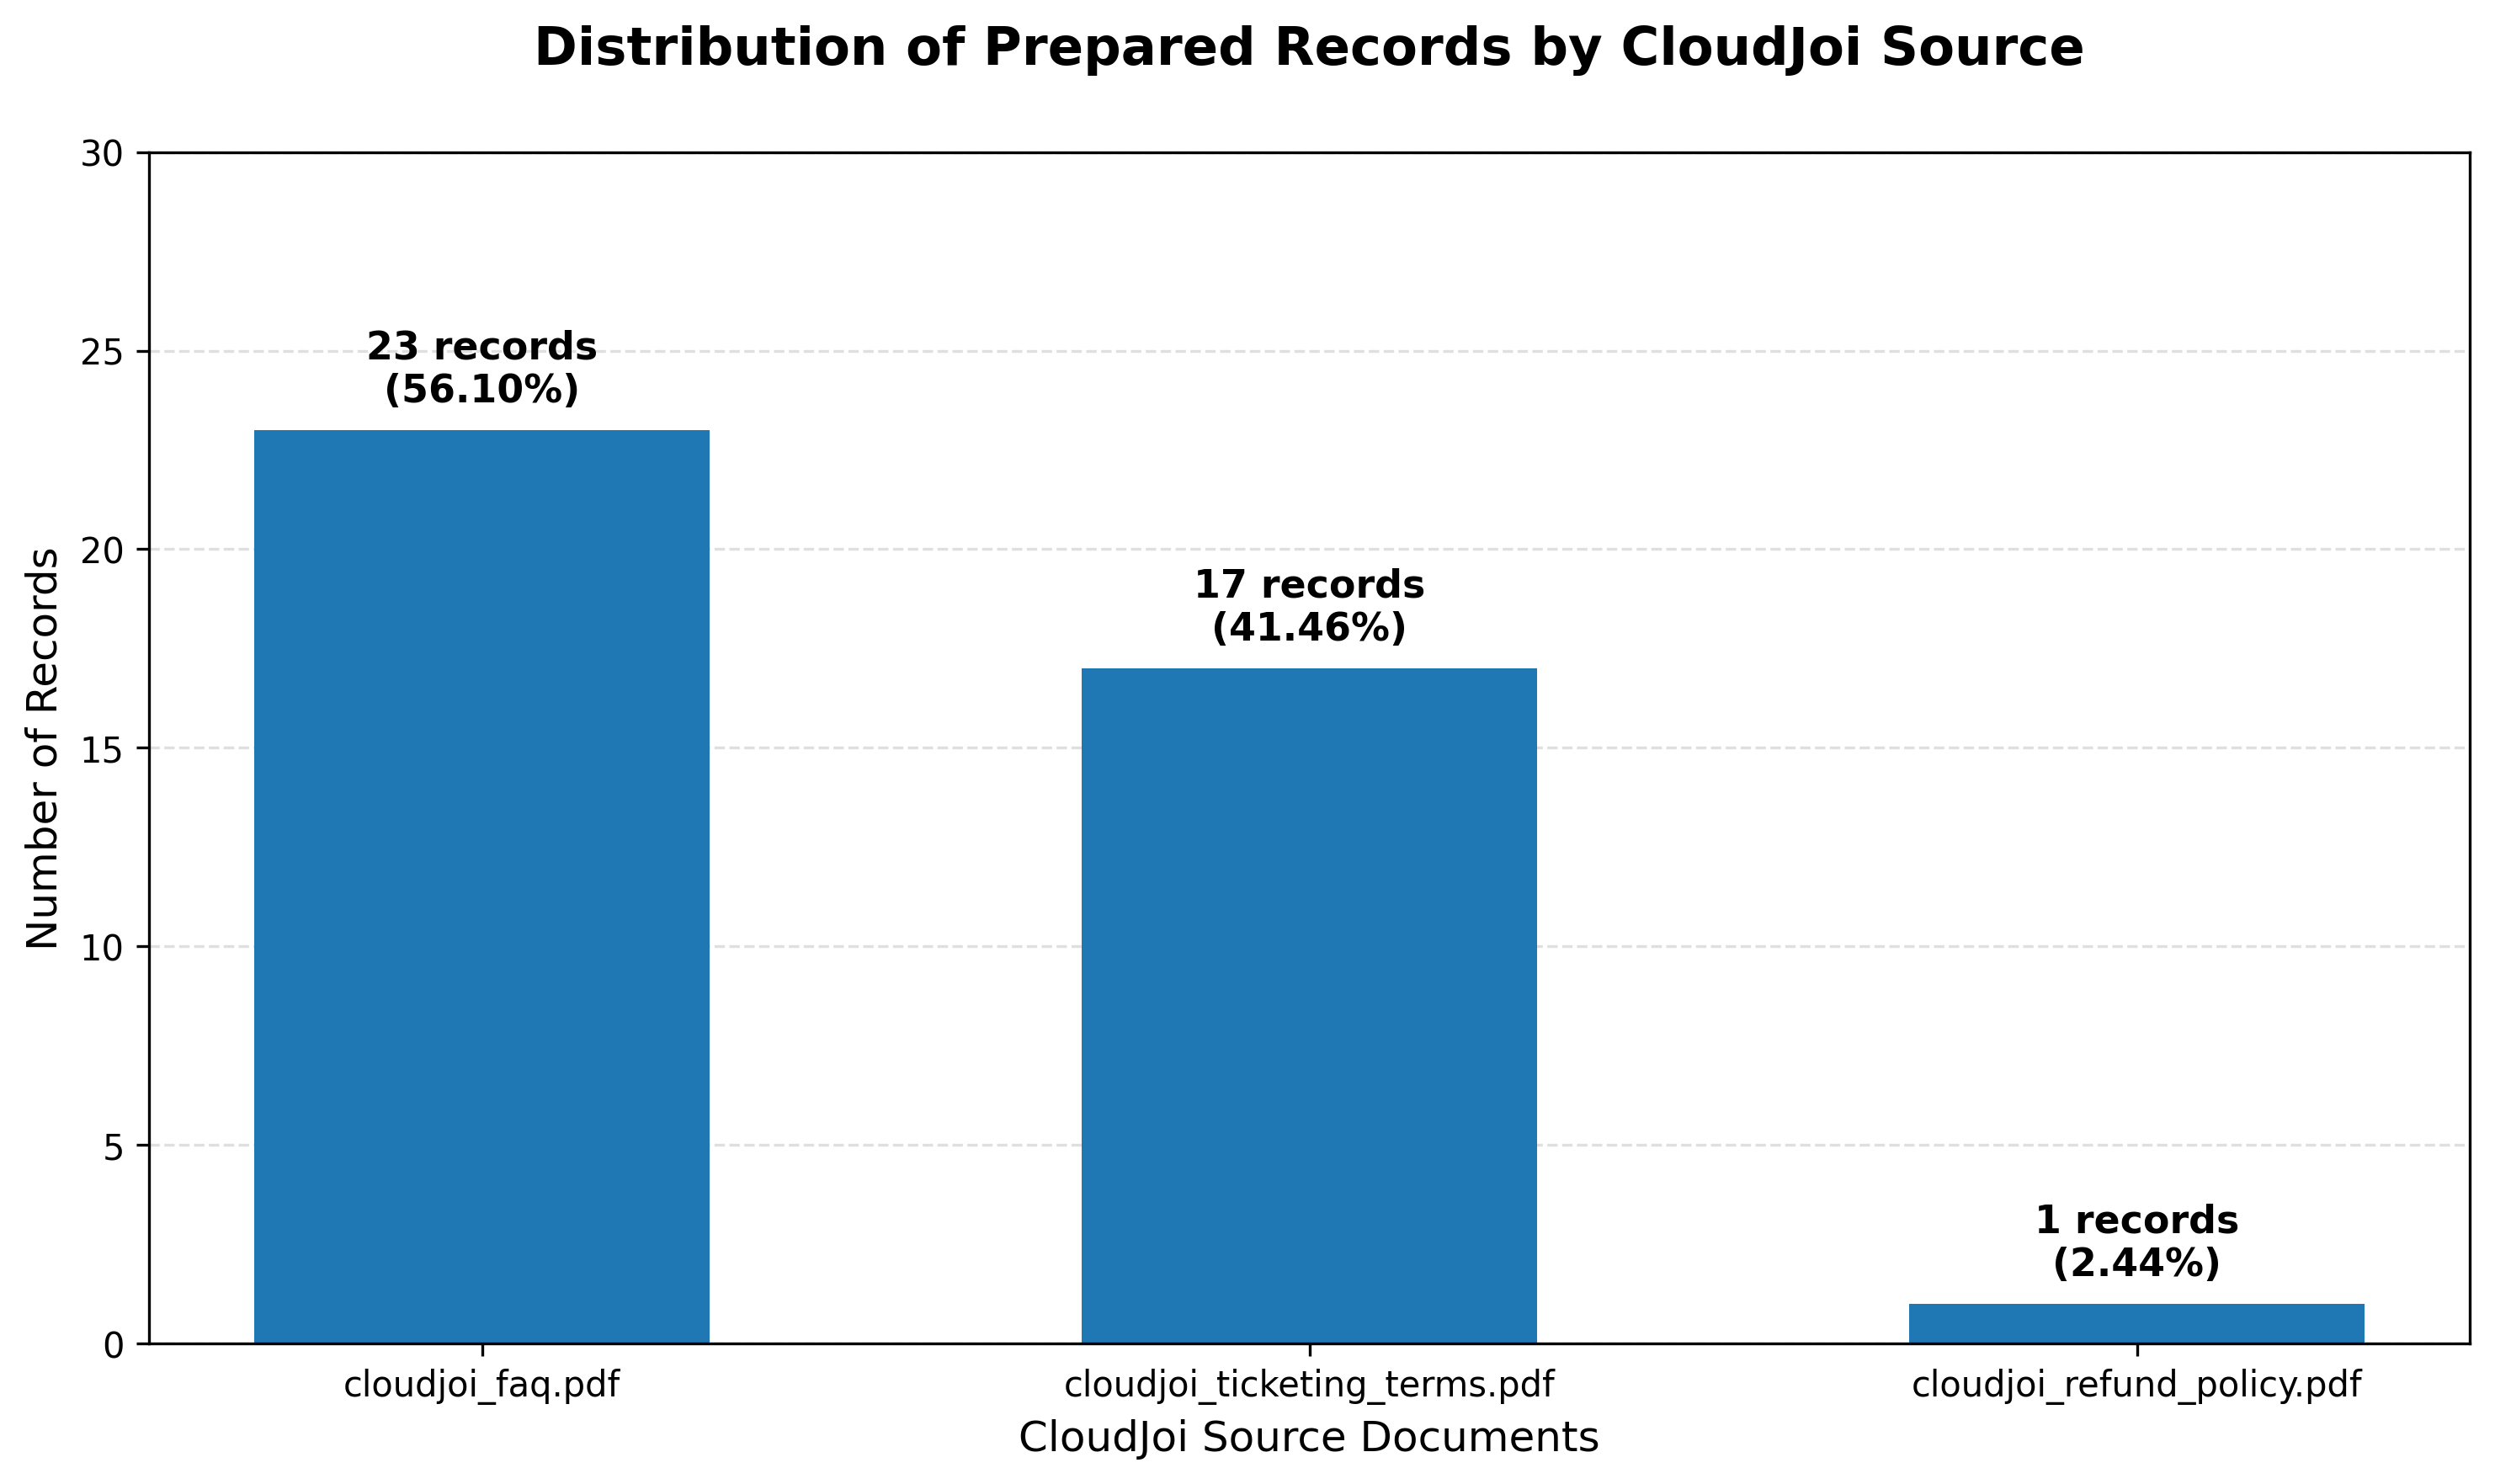 Distribution of Prepared Records by CloudJoi Source
30
25
20
15
10
5
0
Number of Records
23 records
(56.10%)
17 records
(41.46%)
1 records
(2.44%)
cloudjoi_faq.pdf
cloudjoi_ticketing_terms.pdf
cloudjoi_refund_policy.pdf
CloudJoi Source Documents